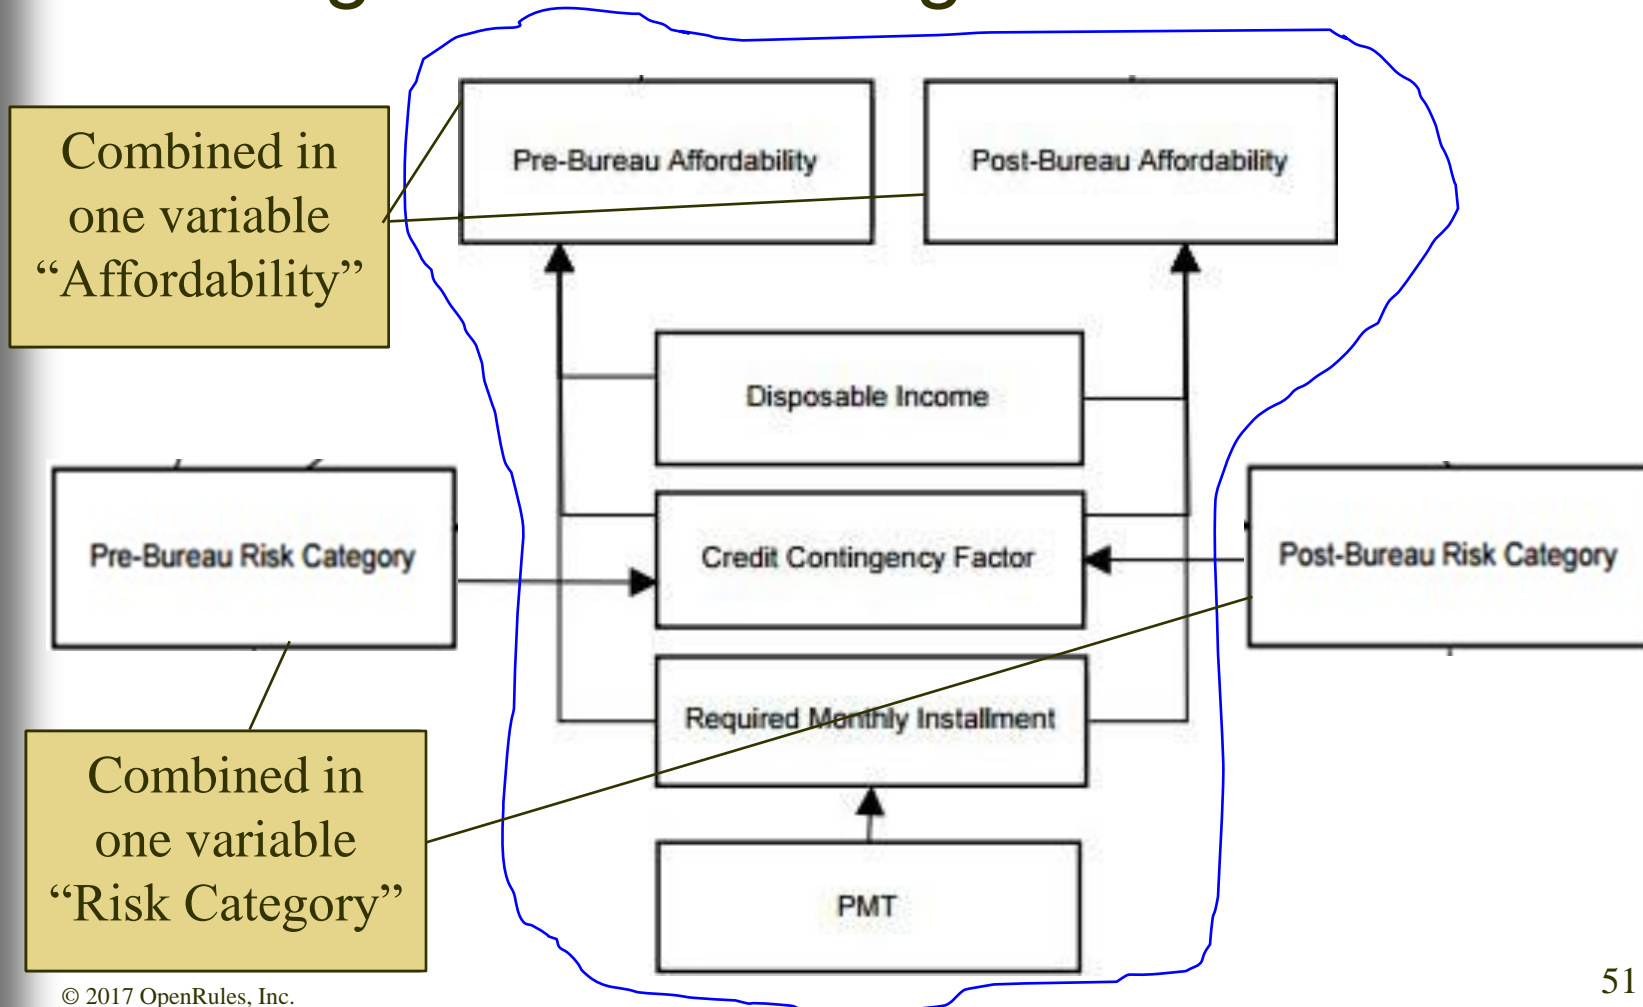 Pre-Bureau Affordability
Post-Bureau Affordability
Combined in
one variable
“Affordability”
Disposable Income
Pre-Bureau Risk Category
Credit Contingency Factor
Post-Bureau Risk Category
Required Monthly Installment
Combined in
one variable
“Risk Category”
PMT
© 2017 OpenRules, Inc.
51